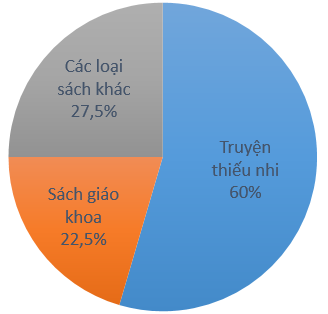 Các loại
sách khác
27,5%
Truyện
thiếu nhi
60%
Sách giáo
khoa
22,5%